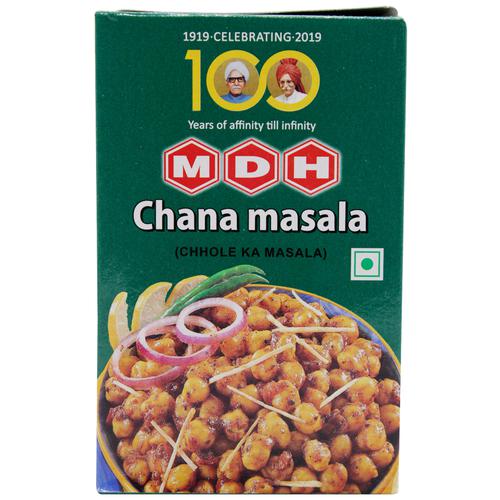 1919·CELEBRATING·2019
100
Years of affinity till infinity
MDH
Chana masala
(CHHOLE KA MASALA)